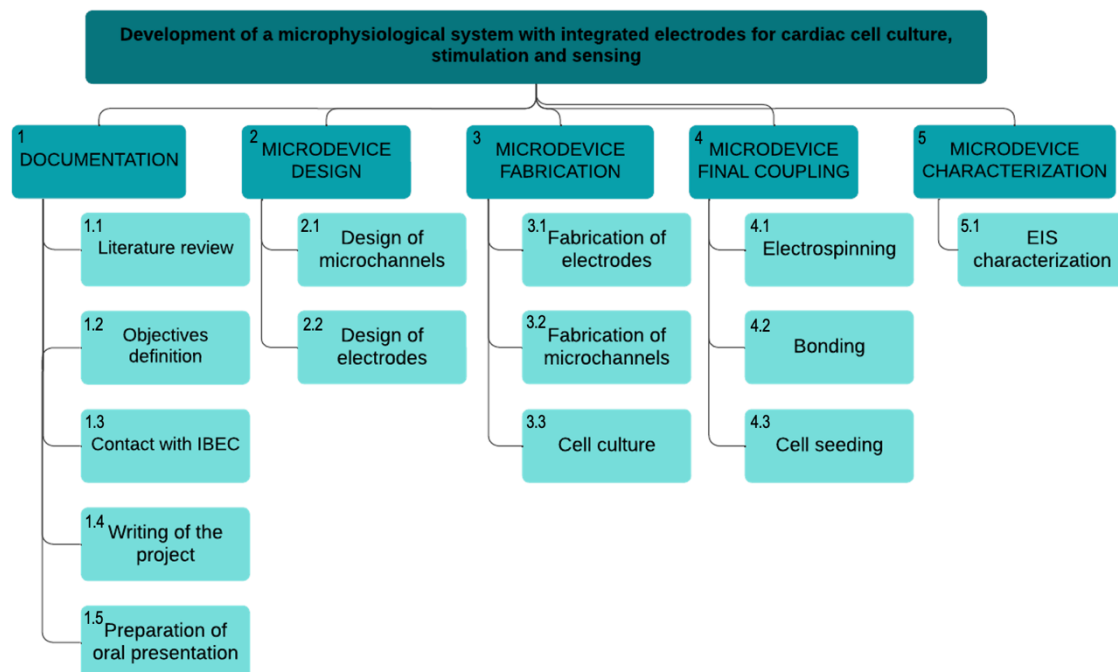 Development of a microphysiological system with integrated electrodes for cardiac cell culture,
stimulation and sensing
1
DOCUMENTATION
2
MICRODEVICE
DESIGN
3
MICRODEVICE
FABRICATION
4
MICRODEVICE
FINAL COUPLING
5
MICRODEVICE
CHARACTERIZATION
1.1
Literature review
1.2
Objectives
definition
1.3
Contact with IBEC
1.4
Writing of the
project
1.5
Preparation of
oral presentation
2.1
Design of
microchannels
2.2
Design of
electrodes
3.1
Fabrication of
electrodes
3.2
Fabrication of
microchannels
3.3
Cell culture
4.1
Electrospinning
4.2
Bonding
4.3
Cell seeding
5.1
EIS
characterization